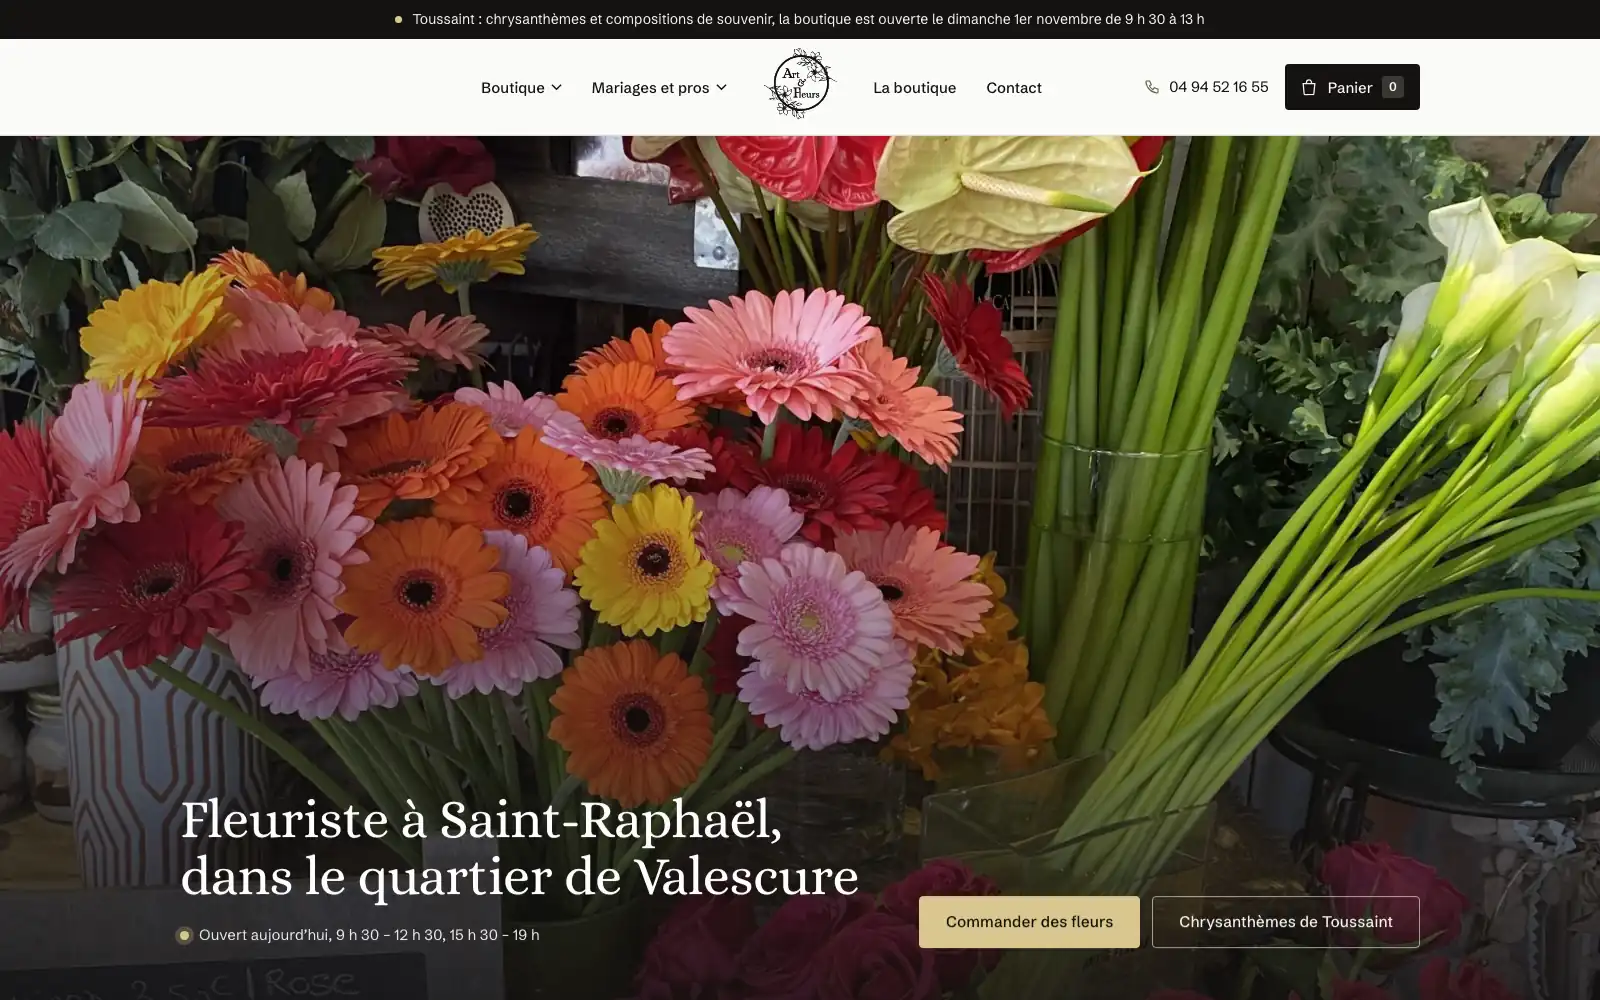 Toussaint : chrysanthèmes et compositions de souvenir, la boutique est ouverte le dimanche 1er novembre de 9 h 30 à 13 h
Boutique
Mariages et pros
Art
&
Fleurs
La boutique
Contact
04 94 52 16 55
Panier 0
Fleuriste à Saint-Raphaël,
dans le quartier de Valescure
Ouvert aujourd’hui, 9 h 30 – 12 h 30, 15 h 30 – 19 h
Commander des fleurs
Chrysanthèmes de Toussaint
Rose